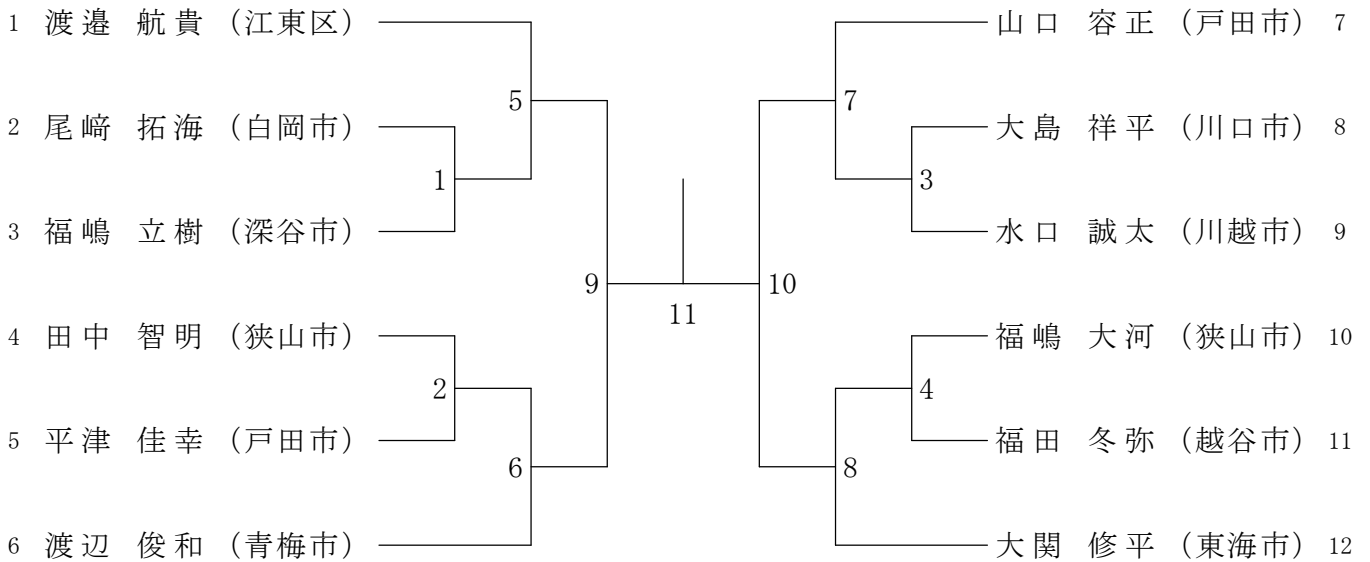 1 渡邉 航貴 (江東区)
2 尾﨑 拓海 (白岡市)
3 福嶋 立樹 (深谷市)
4 田中 智明 (狭山市)
5 平津 佳幸 (戸田市)
6 渡辺 俊和 (青梅市)
5
1
9
2
6
11
7
3
10
4
8
山口 容正 (戸田市) 7
大島 祥平 (川口市) 8
水口 誠太 (川越市) 9
福嶋 大河 (狭山市) 10
福田 冬弥 (越谷市) 11
大関 修平 (東海市) 12